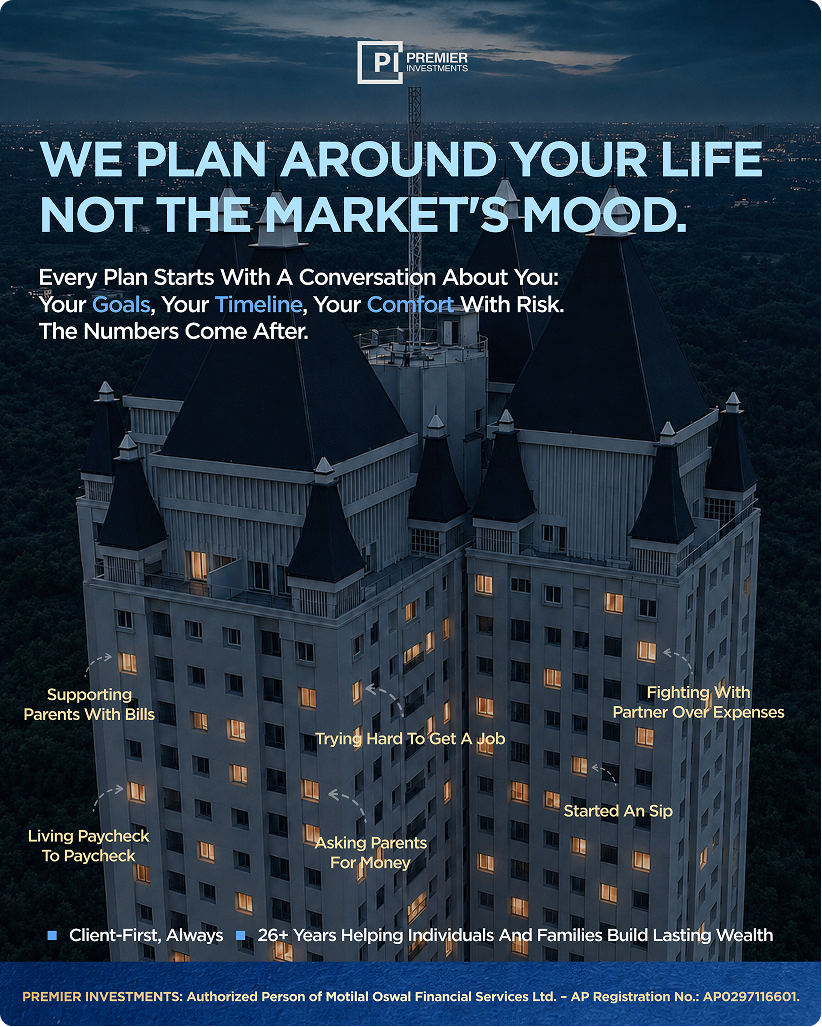 PI PREMIER
INVESTMENTS
WE PLAN AROUND YOUR LIFE
NOT THE MARKET'S MOOD.
Every Plan Starts With A Conversation About You:
Your Goals, Your Timeline, Your Comfort With Risk.
The Numbers Come After.
Supporting
Parents With Bills
Fighting With
Partner Over Expenses
Trying Hard To Get A Job
Started An Sip
Living Paycheck
To Paycheck
Asking Parents
For Money
Client-First, Always
26+ Years Helping Individuals And Families Build Lasting Wealth
PREMIER INVESTMENTS: Authorized Person of Motilal Oswal Financial Services Ltd. – AP Registration No.: AP0297116601.